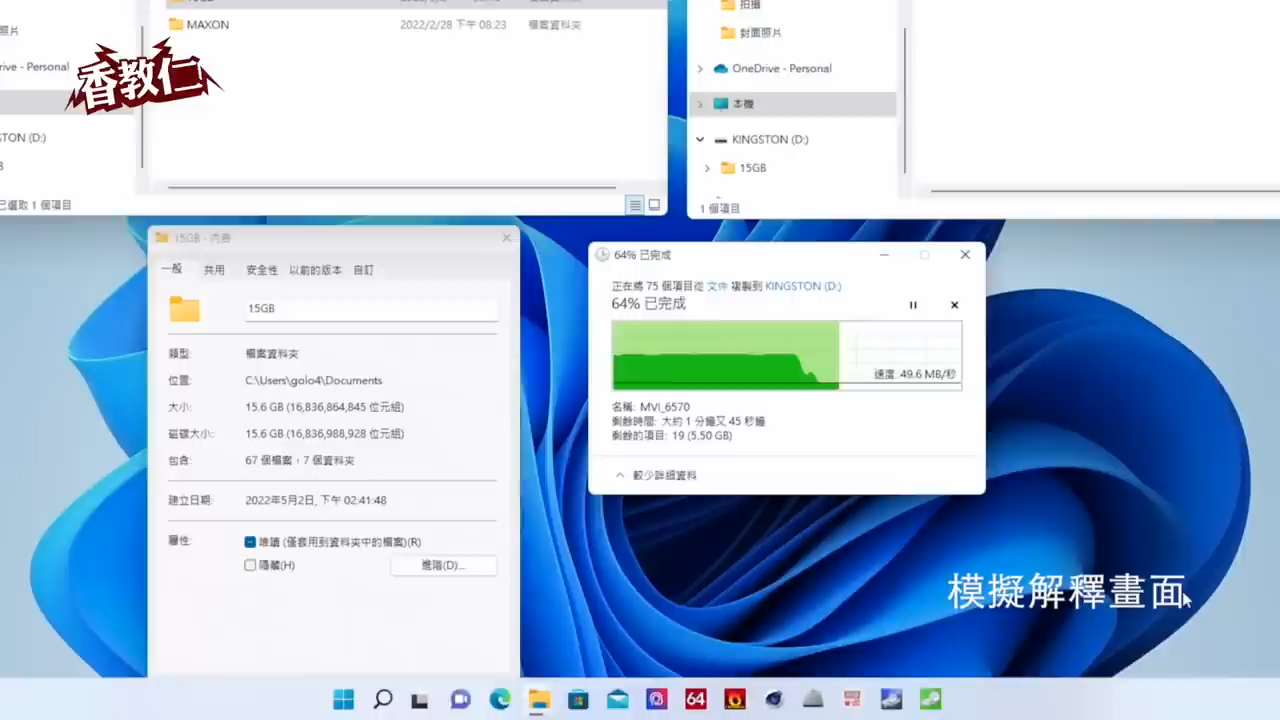 MAXON 2022/2/28 下午 08:23 檔案資料夾
照片
rive - Personal
香教仁
STON (D:)
已選取 1 個項目
拍攝
封面照片
OneDrive - Personal
本機
KINGSTON (D:)
15GB
1 個項目
15GB - 內容
一般 共用 安全性 以前的版本 自訂
15GB
類型: 檔案資料夾
位置: C:\Users\golo4\Documents
大小: 15.6 GB (16,836,864,845 位元組)
磁碟大小: 15.6 GB (16,836,988,928 位元組)
包含: 67 個檔案，7 個資料夾
建立日期: 2022年5月2日, 下午 02:41:48
屬性: 唯讀 (僅套用到資料夾中的檔案)(R)
隱藏(H) 進階(D)...
64% 已完成
正在將 75 個項目從 文件 複製到 KINGSTON (D:)
64% 已完成
速度: 49.6 MB/秒
名稱: MVI_6570
剩餘時間: 大約 1 分鐘又 45 秒鐘
剩餘的項目: 19 (5.50 GB)
較少詳細資料
模擬解釋畫面
64